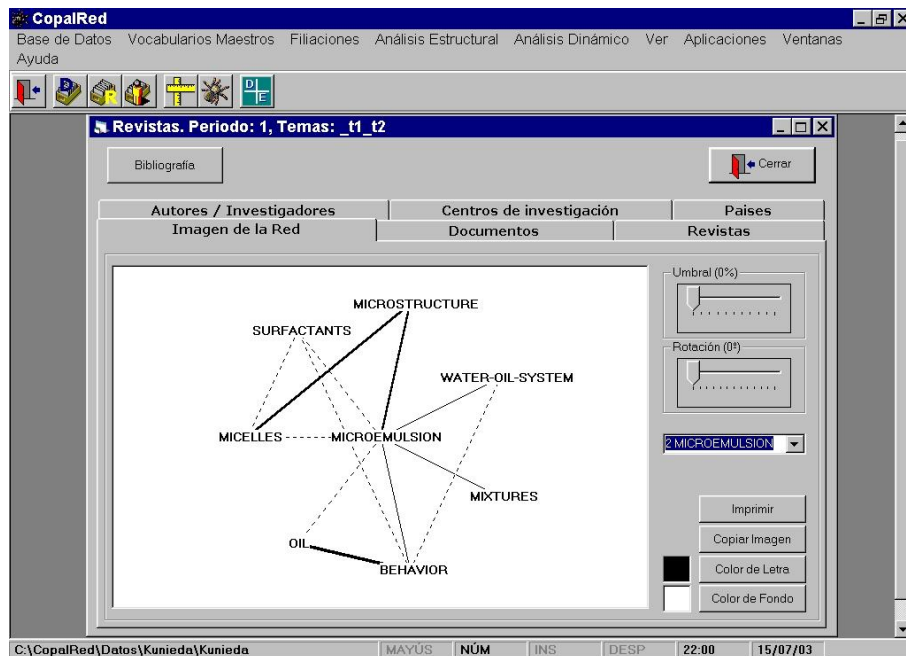 CopalRed
Base de Datos Vocabularios Maestros Filiaciones Análisis Estructural Análisis Dinámico Ver Aplicaciones Ventanas
Ayuda
D R D E
Revistas. Periodo: 1, Temas: _t1_t2
Bibliografía
Cerrar
Autores / Investigadores Centros de investigación Paises
Imagen de la Red Documentos Revistas
Umbral (0%)
MICROSTRUCTURE
SURFACTANTS
Rotación (0º)
WATER-OIL-SYSTEM
MICELLES MICROEMULSION
2 MICROEMULSION
MIXTURES
Imprimir
Copiar Imagen
OIL
BEHAVIOR
Color de Letra
Color de Fondo
C:\CopalRed\Datos\Kunieda\Kunieda MAYÚS NÚM INS DESP 22:00 15/07/03